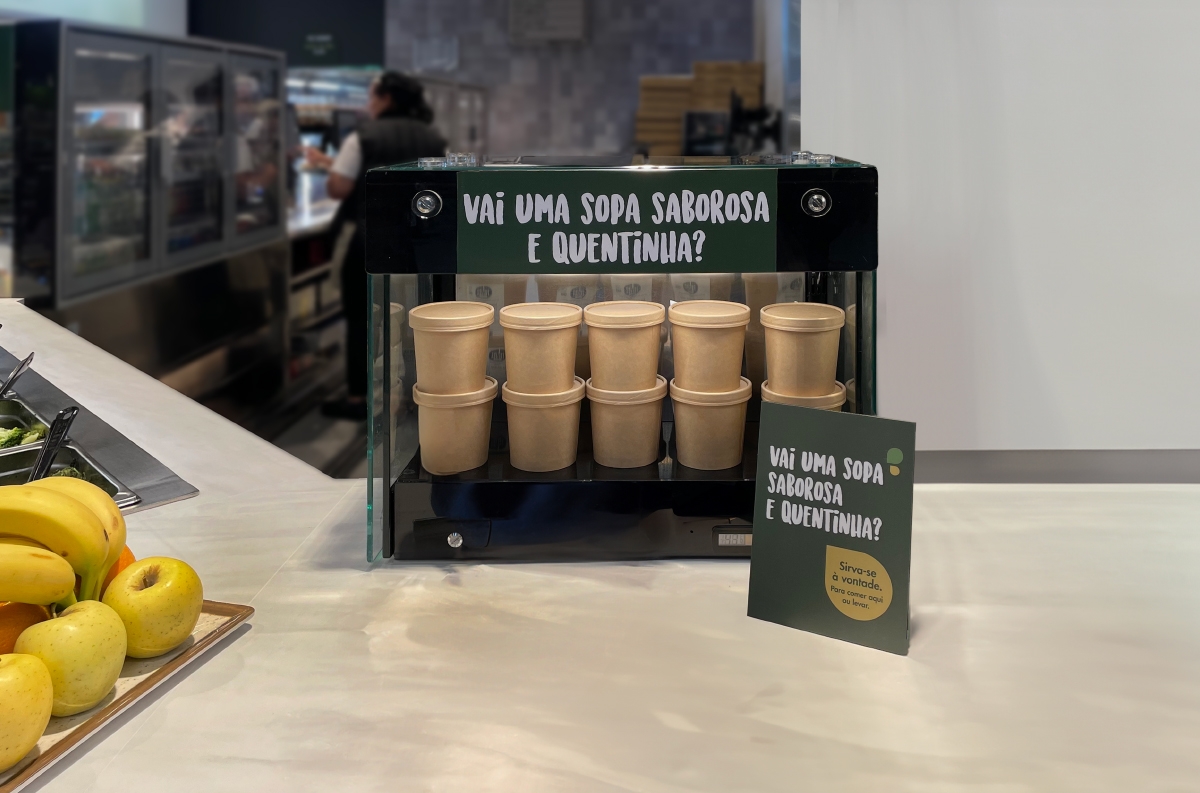 VAi UMA SOPA SABOROSA
E QUENTiNHA?
VAi UMA SOPA
SABOROSA
E QUENTiNHA?
Sirva-se
à vontade.
Para comer aqui
ou levar.